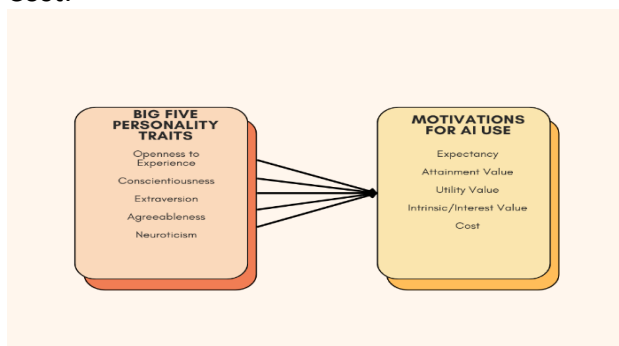 cost.
BIG FIVE
PERSONALITY
TRAITS
Openness to
Experience
Conscientiousness
Extraversion
Agreeableness
Neuroticism
MOTIVATIONS
FOR AI USE
Expectancy
Attainment Value
Utility Value
Intrinsic/Interest Value
Cost